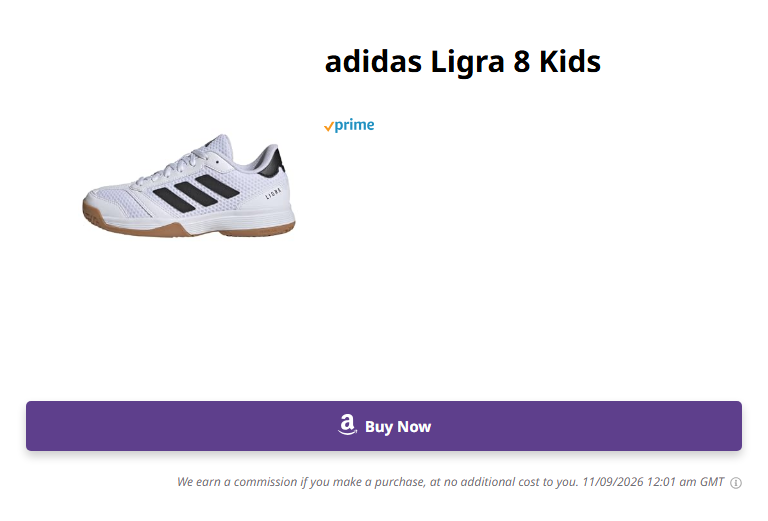 adidas Ligra 8 Kids
prime
LIGRA
Buy Now
We earn a commission if you make a purchase, at no additional cost to you. 11/09/2026 12:01 am GMT